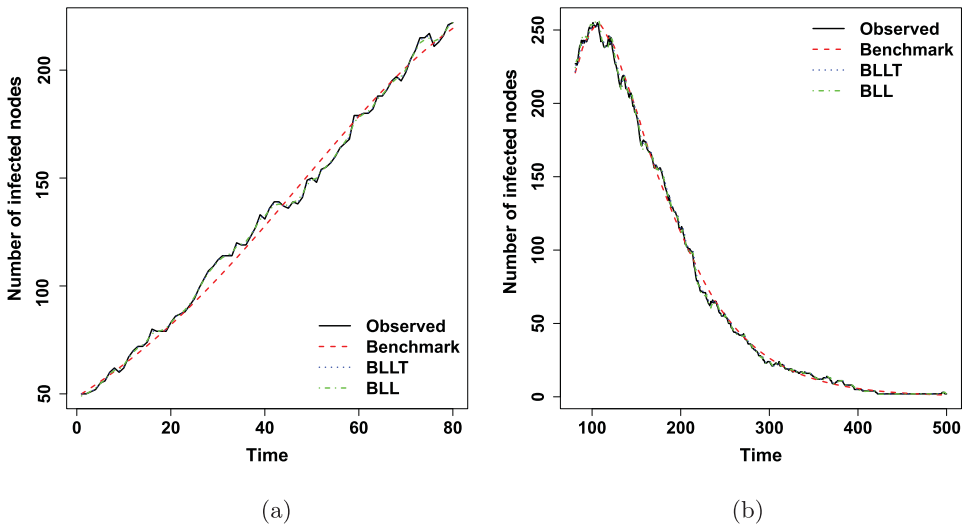 Number of infected nodes
50
100
150
200
0
20
40
60
80
Time
Observed
Benchmark
BLLT
BLL
(a)
Number of infected nodes
0
50
100
150
200
250
100
200
300
400
500
Time
Observed
Benchmark
BLLT
BLL
(b)